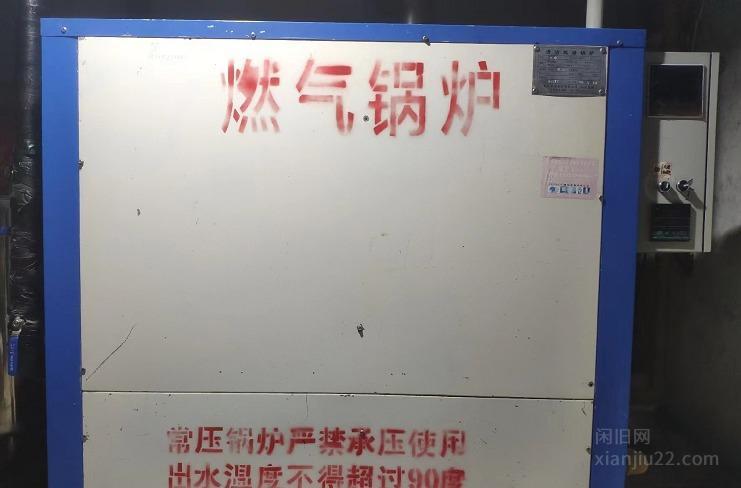 燃气锅炉
常压锅炉严禁承压使用
出水温度不得超过90度
闲旧网
xianjiu22.com